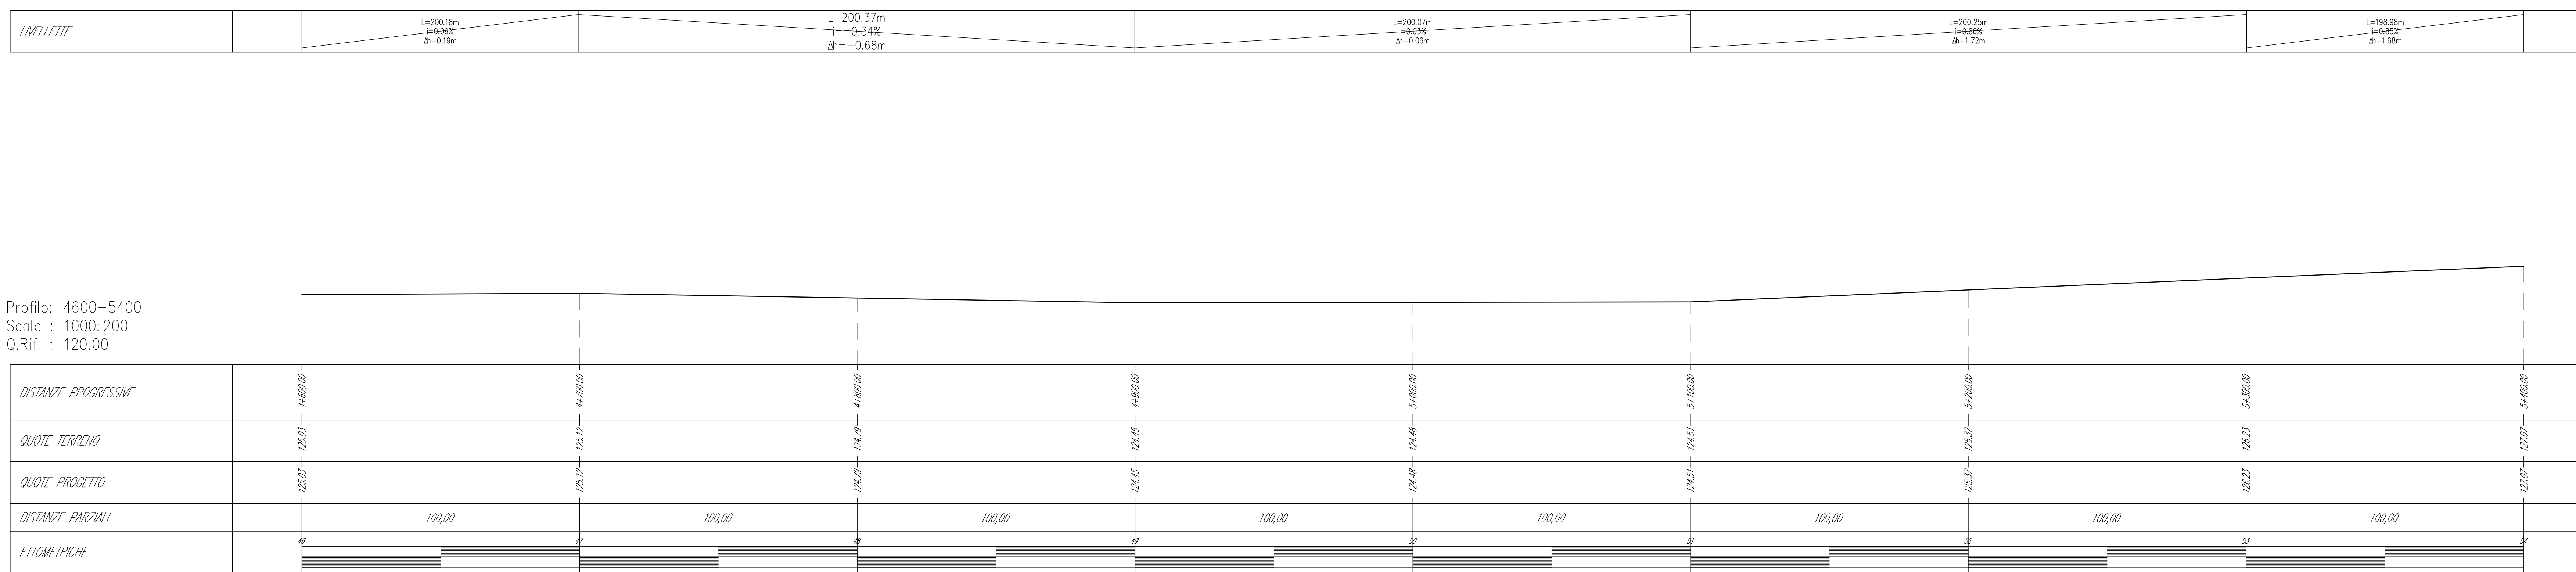 LIVELLETTE
L=200.18m
i=0.09%
Δh=0.19m
L=200.37m
i=-0.34%
Δh=-0.68m
L=200.07m
i=0.03%
Δh=0.06m
L=200.25m
i=0.86%
Δh=1.72m
L=198.98m
i=0.85%
Δh=1.68m
Profilo: 4600-5400
Scala : 1000:200
Q.Rif. : 120.00
DISTANZE PROGRESSIVE
4+600.00
4+700.00
4+800.00
4+900.00
5+000.00
5+100.00
5+200.00
5+300.00
5+400.00
QUOTE TERRENO
125.03
125.12
124.79
124.45
124.48
124.51
125.37
126.23
127.07
QUOTE PROGETTO
125.03
125.12
124.79
124.45
124.48
124.51
125.37
126.23
127.07
DISTANZE PARZIALI
100,00
100,00
100,00
100,00
100,00
100,00
100,00
100,00
ETTOMETRICHE
46
47
48
49
50
51
52
53
54